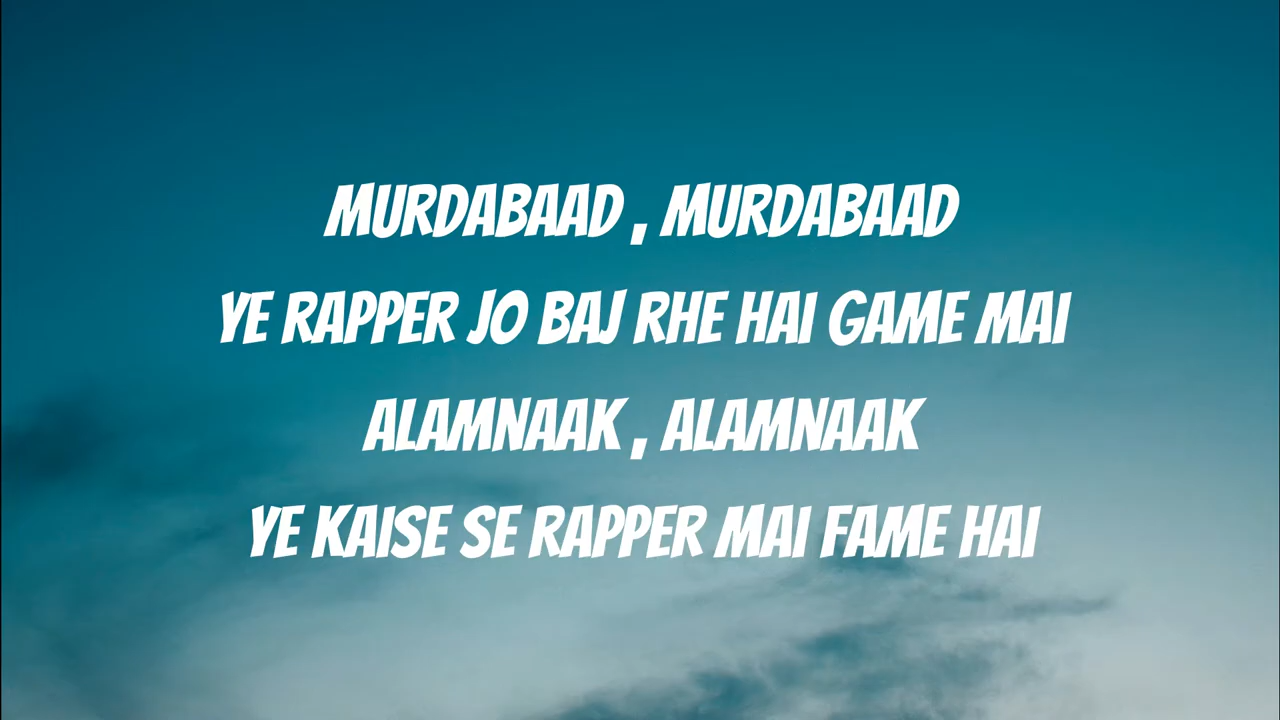 MURDABAAD , MURDABAAD
YE RAPPER JO BAJ RHE HAI GAME MAI
ALAMNAAK , ALAMNAAK
YE KAISE SE RAPPER MAI FAME HAI